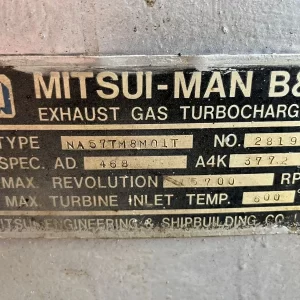 MITSUI-MAN B&
EXHAUST GAS TURBOCHARG
TYPE NA57TM8M01T NO. 2819
SPEC. AD 468 A4K 3772
MAX. REVOLUTION 15700 RP
MAX. TURBINE INLET TEMP. 600
ITSUI ENGINEERING & SHIPBUILDING CO. L